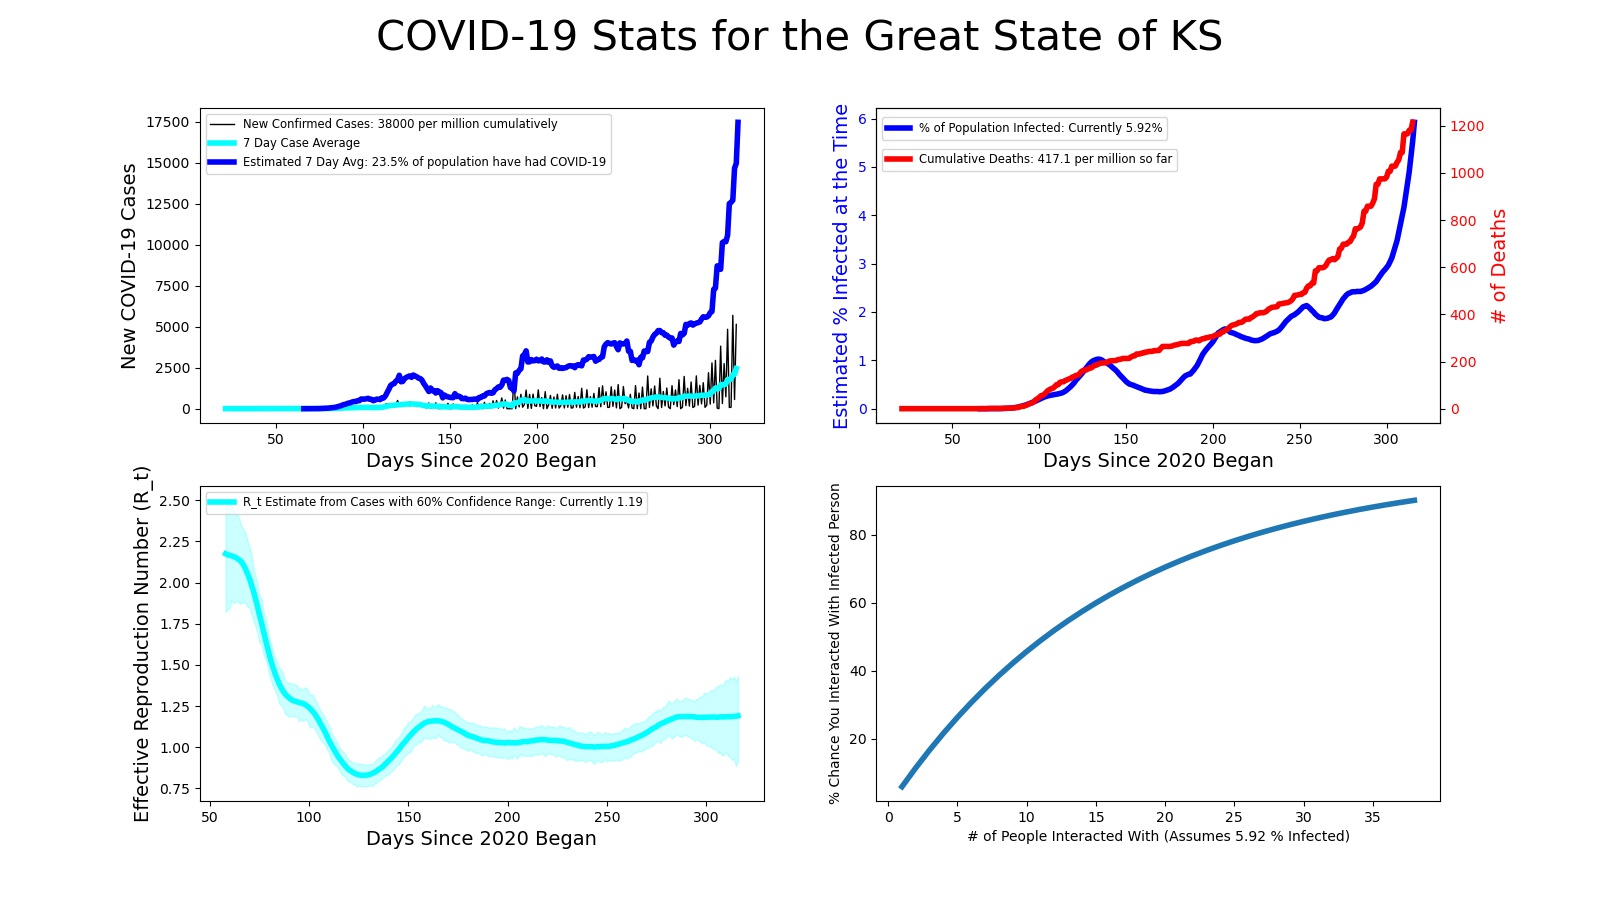 COVID-19 Stats for the Great State of KS
New COVID-19 Cases
17500
15000
12500
10000
7500
5000
2500
0
New Confirmed Cases: 38000 per million cumulatively
7 Day Case Average
Estimated 7 Day Avg: 23.5% of population have had COVID-19
50 100 150 200 250 300
Days Since 2020 Began
Estimated % Infected at the Time
6
5
4
3
2
1
0
% of Population Infected: Currently 5.92%
Cumulative Deaths: 417.1 per million so far
1200
1000
800
600
400
200
0
# of Deaths
50 100 150 200 250 300
Days Since 2020 Began
Effective Reproduction Number (R_t)
2.50
2.25
2.00
1.75
1.50
1.25
1.00
0.75
R_t Estimate from Cases with 60% Confidence Range: Currently 1.19
50 100 150 200 250 300
Days Since 2020 Began
% Chance You Interacted With Infected Person
80
60
40
20
0 5 10 15 20 25 30 35
# of People Interacted With (Assumes 5.92 % Infected)